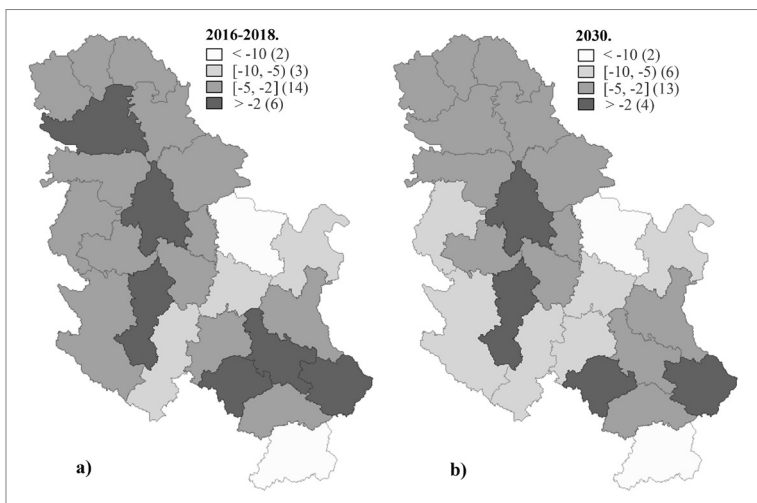 2016-2018.
< -10 (2)
[-10, -5) (3)
[-5, -2] (14)
> -2 (6)
a)
2030.
< -10 (2)
[-10, -5) (6)
[-5, -2] (13)
> -2 (4)
b)